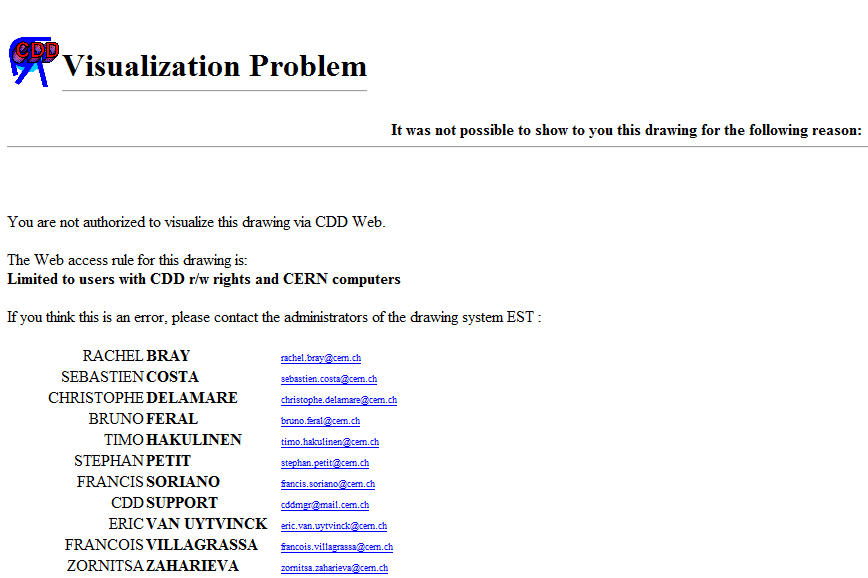 CDD
Visualization Problem
It was not possible to show to you this drawing for the following reason:
You are not authorized to visualize this drawing via CDD Web.
The Web access rule for this drawing is:
Limited to users with CDD r/w rights and CERN computers
If you think this is an error, please contact the administrators of the drawing system EST :
RACHEL BRAY rachel.bray@cern.ch
SEBASTIEN COSTA sebastien.costa@cern.ch
CHRISTOPHE DELAMARE christophe.delamare@cern.ch
BRUNO FERAL bruno.feral@cern.ch
TIMO HAKULINEN timo.hakulinen@cern.ch
STEPHAN PETIT stephan.petit@cern.ch
FRANCIS SORIANO francis.soriano@cern.ch
CDD SUPPORT cddmgr@mail.cern.ch
ERIC VAN UYTVINCK eric.van.uytvinck@cern.ch
FRANCOIS VILLAGRASSA francois.villagrassa@cern.ch
ZORNITSA ZAHARIEVA zornitsa.zaharieva@cern.ch